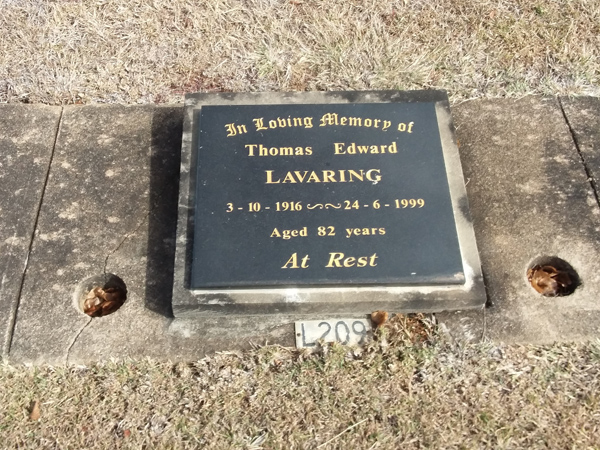 In Loving Memory of
Thomas Edward
LAVARING
3-10-1916 ~ 24-6-1999
Aged 82 years
At Rest
L209